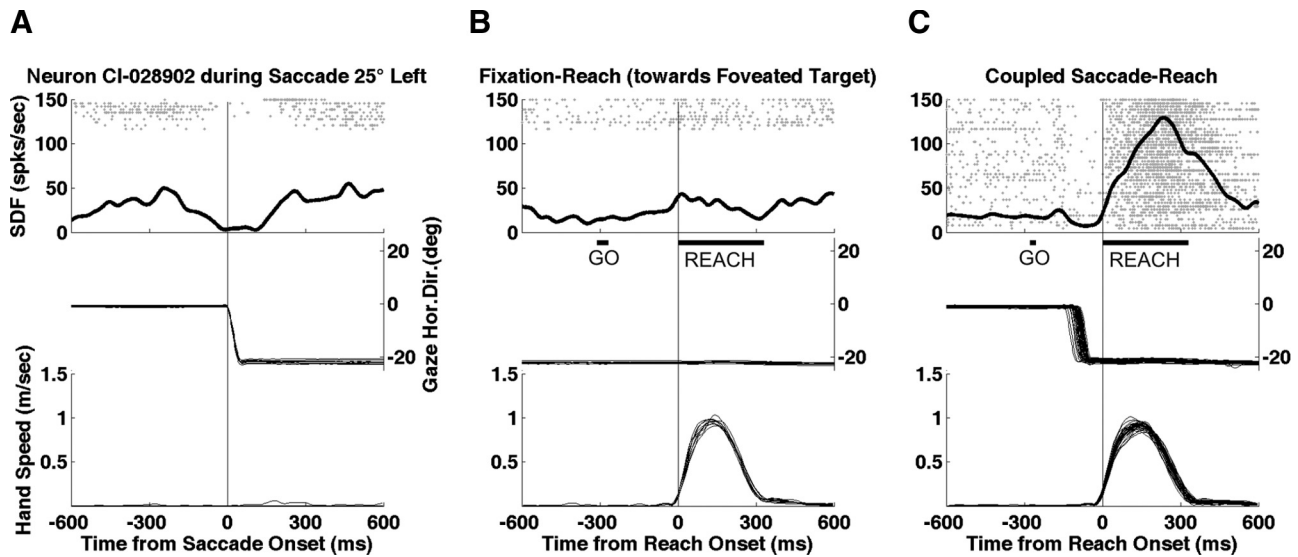 A
B
C
Neuron CI-028902 during Saccade 25° Left
Fixation-Reach (towards Foveated Target)
Coupled Saccade-Reach
SDF (spks/sec)
150
100
50
0
150
100
50
0
GO
REACH
150
100
50
0
GO
REACH
Gaze Hor.Dir.(deg)
20
0
-20
20
0
-20
Hand Speed (m/sec)
1.5
1
0.5
1.5
1
0.5
1.5
1
0.5
-600 -300 0 300 600
-600 -300 0 300 600
-600 -300 0 300 600
Time from Saccade Onset (ms)
Time from Reach Onset (ms)
Time from Reach Onset (ms)